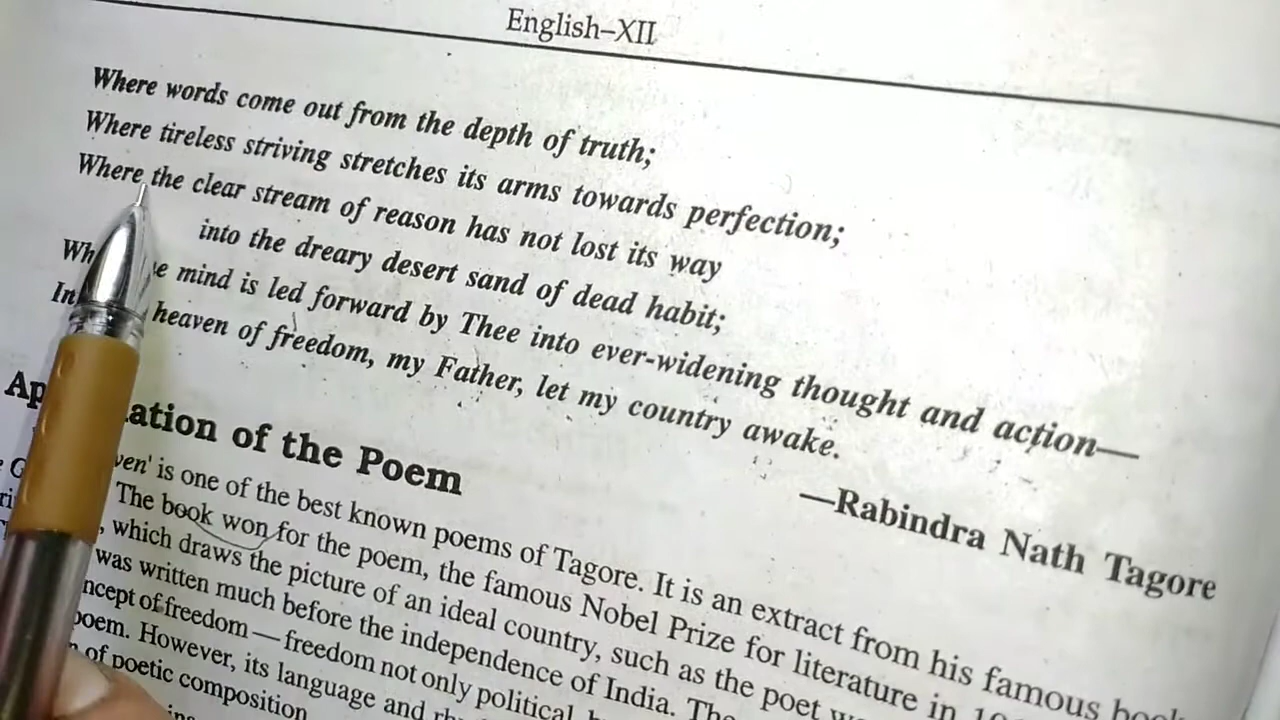 English–XII
Where words come out from the depth of truth;
Where tireless striving stretches its arms towards perfection;
Where the clear stream of reason has not lost its way
into the dreary desert sand of dead habit;
mind is led forward by Thee into ever-widening thought and action—
heaven of freedom, my Father, let my country awake.
—Rabindra Nath Tagore
of the Poem
is one of the best known poems of Tagore. It is an extract from his famous book
The book won for the poem, the famous Nobel Prize for literature in
, which draws the picture of an ideal country, such as the poet
was written much before the independence of India. The
of freedom — freedom not only political,
poem. However, its language and
of poetic composition